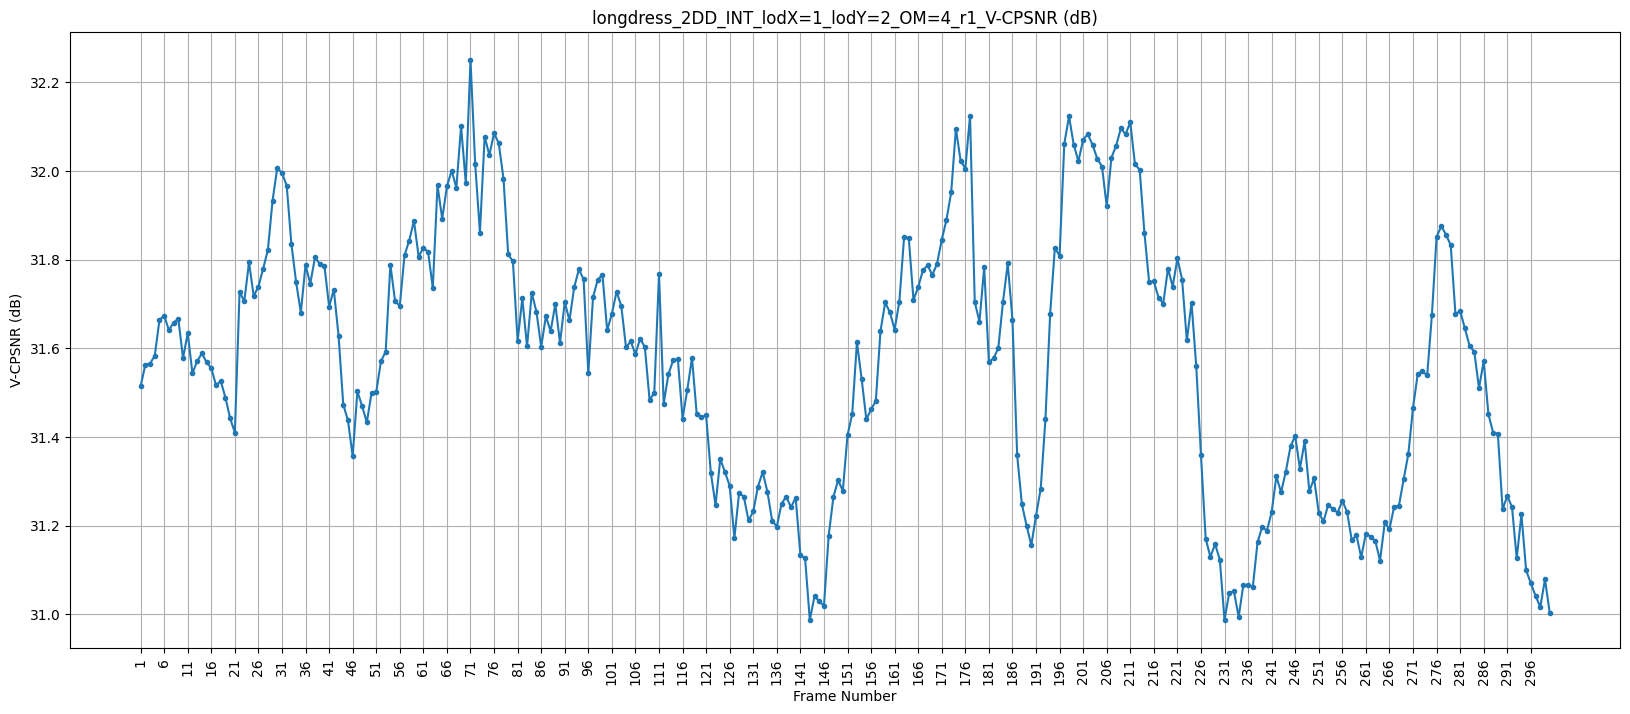 longdress_2DD_INT_lodX=1_lodY=2_OM=4_r1_V-CPSNR (dB)
V-CPSNR (dB)
32.2
32.0
31.8
31.6
31.4
31.2
31.0
1 6 11 16 21 26 31 36 41 46 51 56 61 66 71 76 81 86 91 96 101 106 111 116 121 126 131 136 141 146 151 156 161 166 171 176 181 186 191 196 201 206 211 216 221 226 231 236 241 246 251 256 261 266 271 276 281 286 291 296
Frame Number